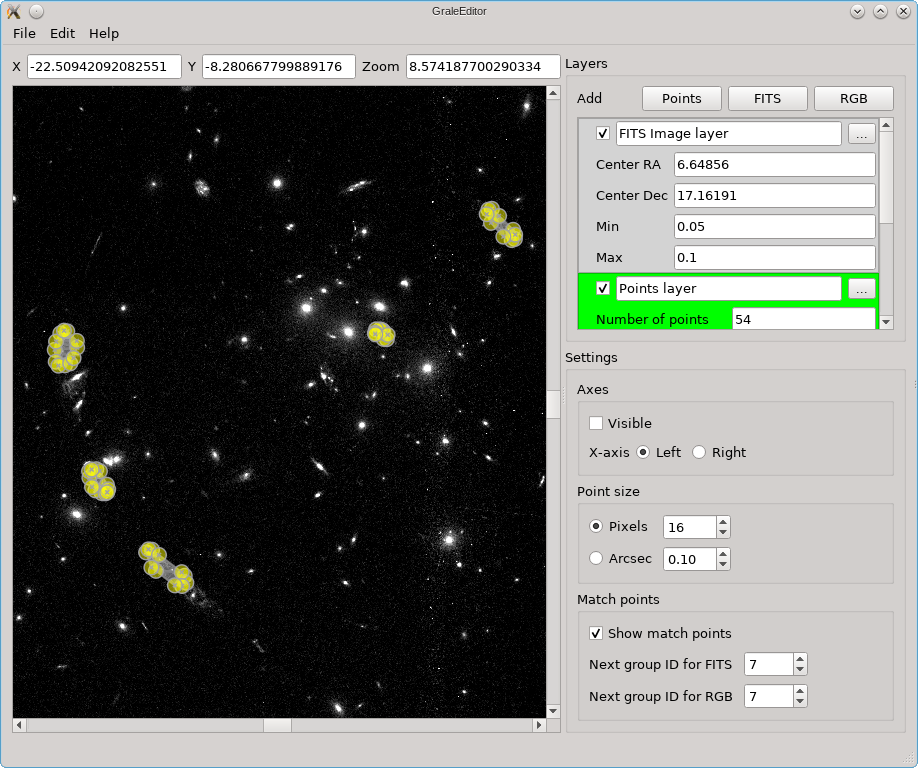 GraleEditor
File Edit Help
X -22.50942092082551 Y -8.280667799889176 Zoom 8.574187700290334
Layers
Add Points FITS RGB
FITS Image layer ...
Center RA 6.64856
Center Dec 17.16191
Min 0.05
Max 0.1
Points layer ...
Number of points 54
Settings
Axes
Visible
X-axis Left Right
Point size
Pixels 16
Arcsec 0.10
Match points
Show match points
Next group ID for FITS 7
Next group ID for RGB 7